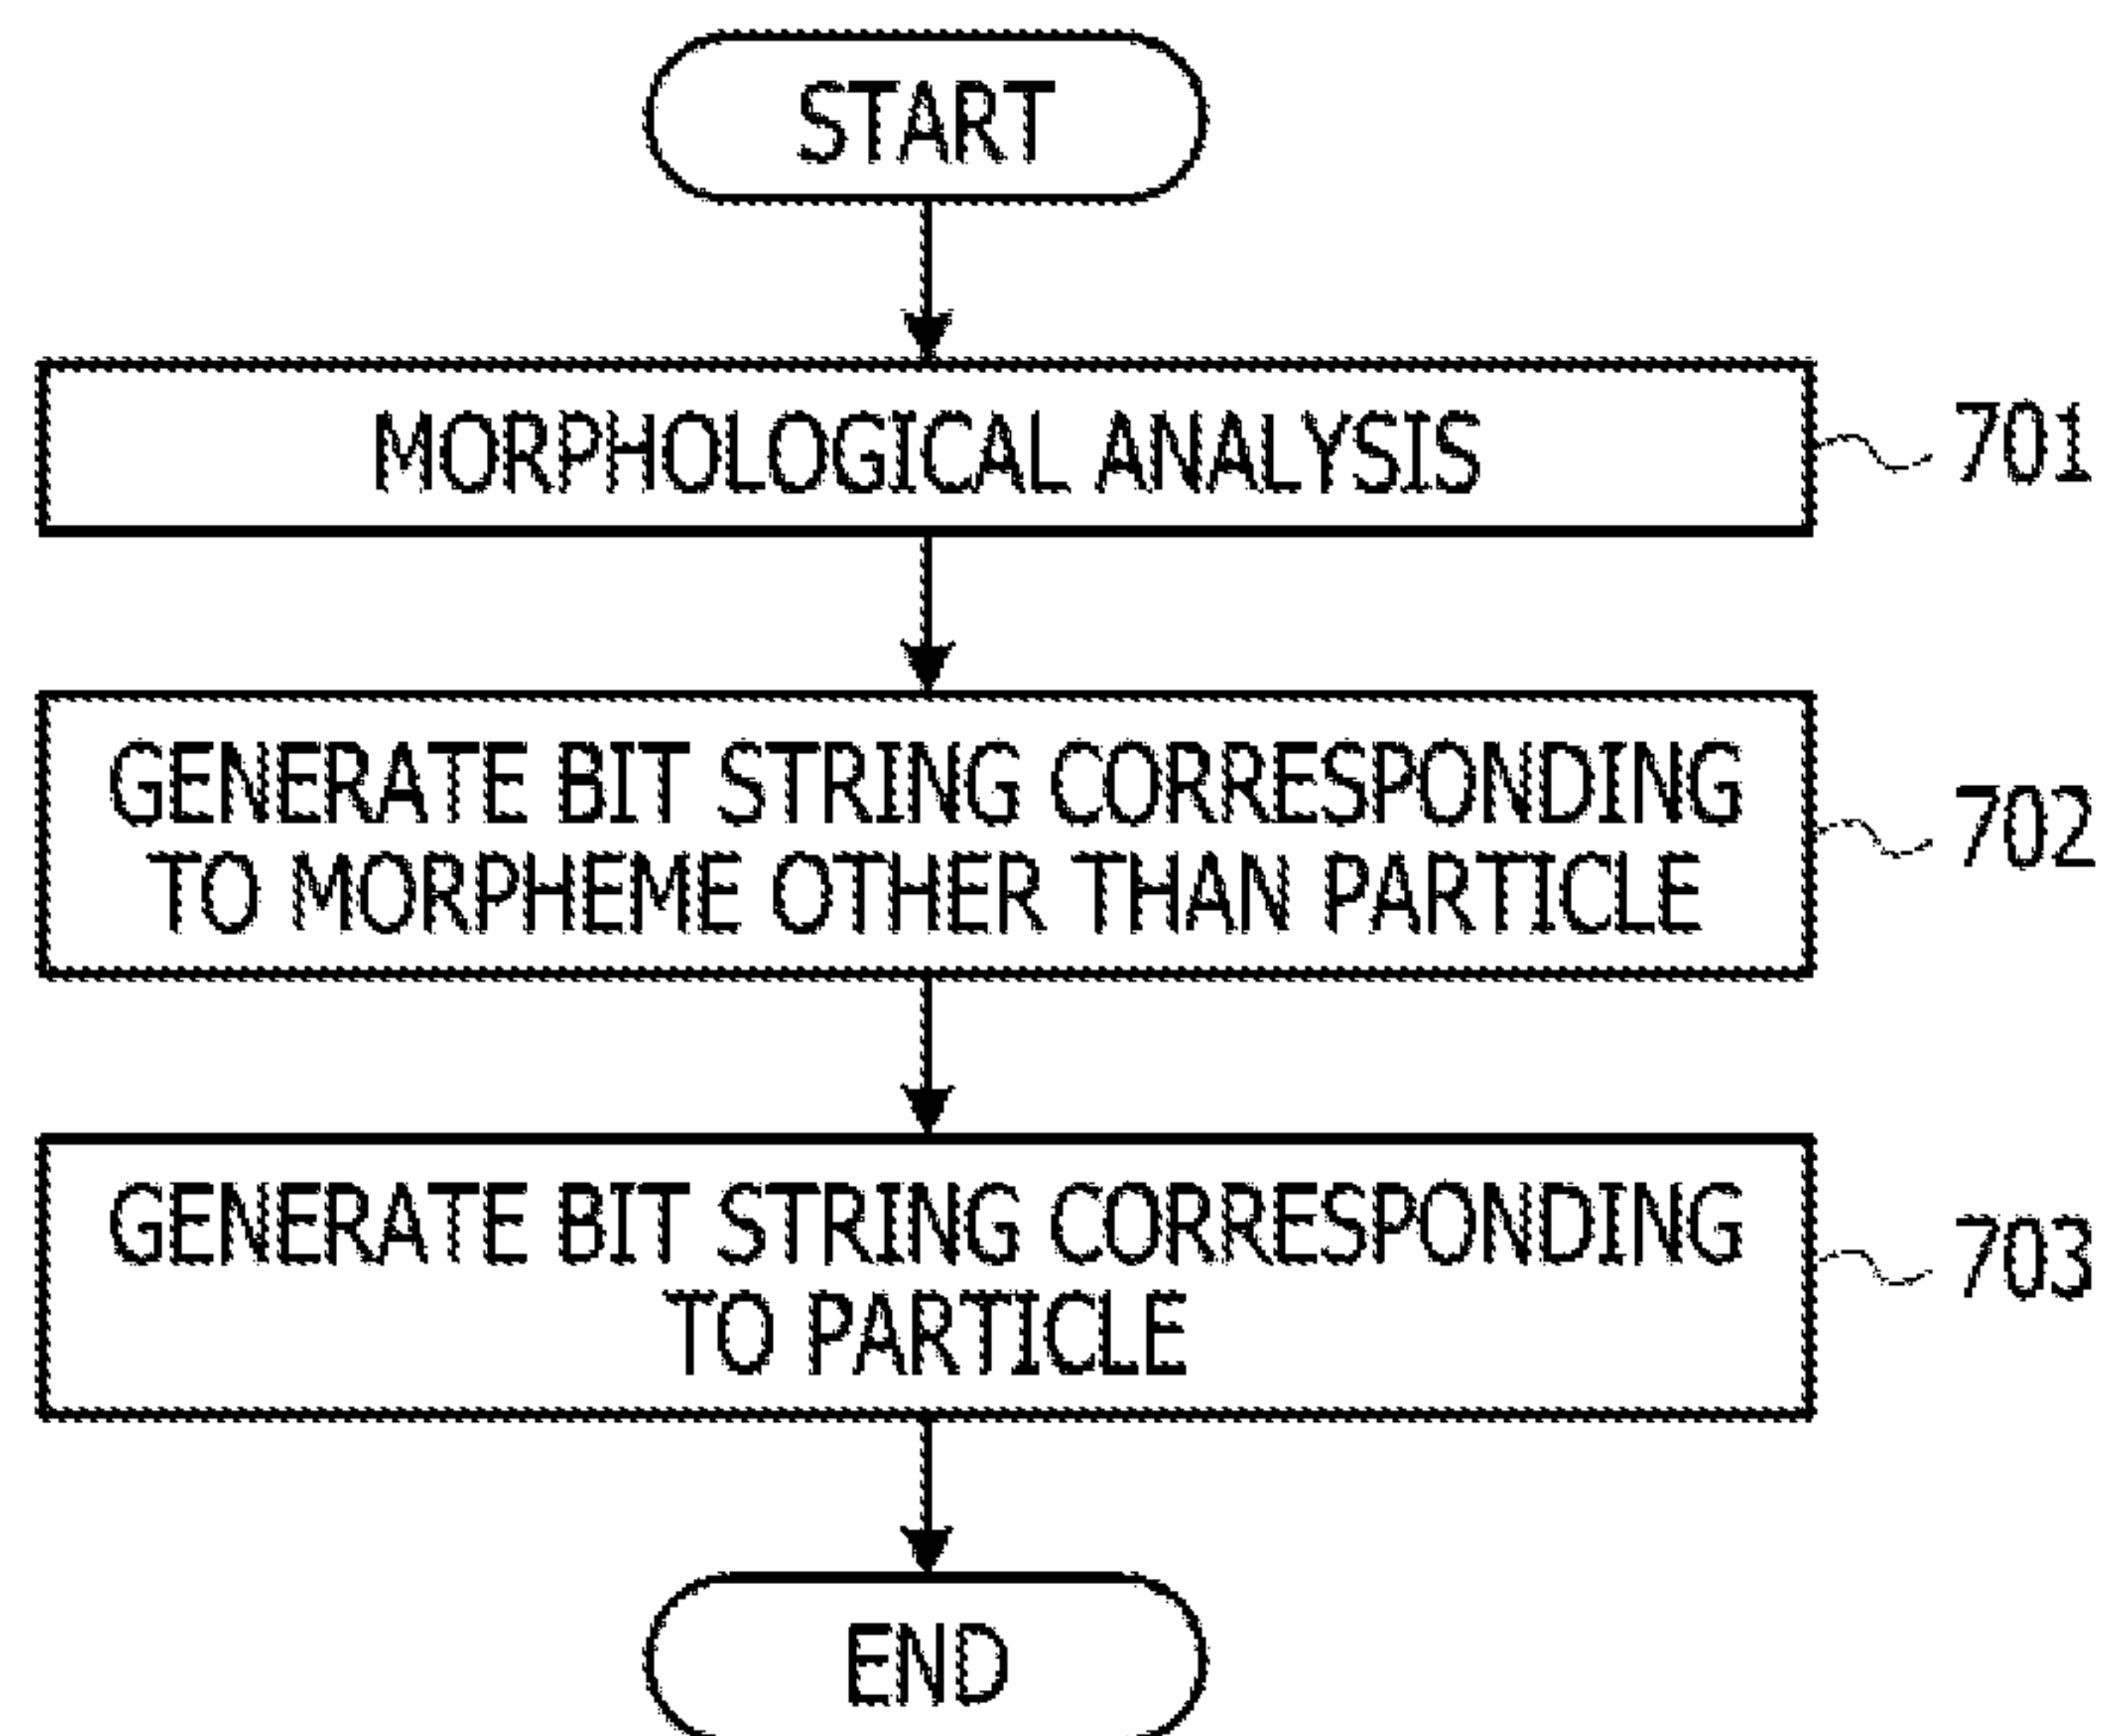 START
MORPHOLOGICAL ANALYSIS
701
GENERATE BIT STRING CORRESPONDING
TO MORPHEME OTHER THAN PARTICLE
702
GENERATE BIT STRING CORRESPONDING
TO PARTICLE
703
END